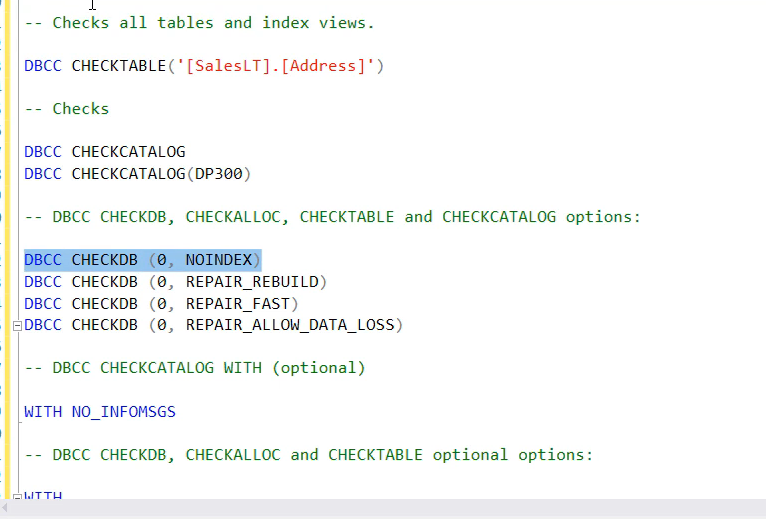 -- Checks all tables and index views.
DBCC CHECKTABLE('[SalesLT].[Address]')
-- Checks
DBCC CHECKCATALOG
DBCC CHECKCATALOG(DP300)
-- DBCC CHECKDB, CHECKALLOC, CHECKTABLE and CHECKCATALOG options:
DBCC CHECKDB (0, NOINDEX)
DBCC CHECKDB (0, REPAIR_REBUILD)
DBCC CHECKDB (0, REPAIR_FAST)
DBCC CHECKDB (0, REPAIR_ALLOW_DATA_LOSS)
-- DBCC CHECKCATALOG WITH (optional)
WITH NO_INFOMSGS
-- DBCC CHECKDB, CHECKALLOC and CHECKTABLE optional options:
WITH